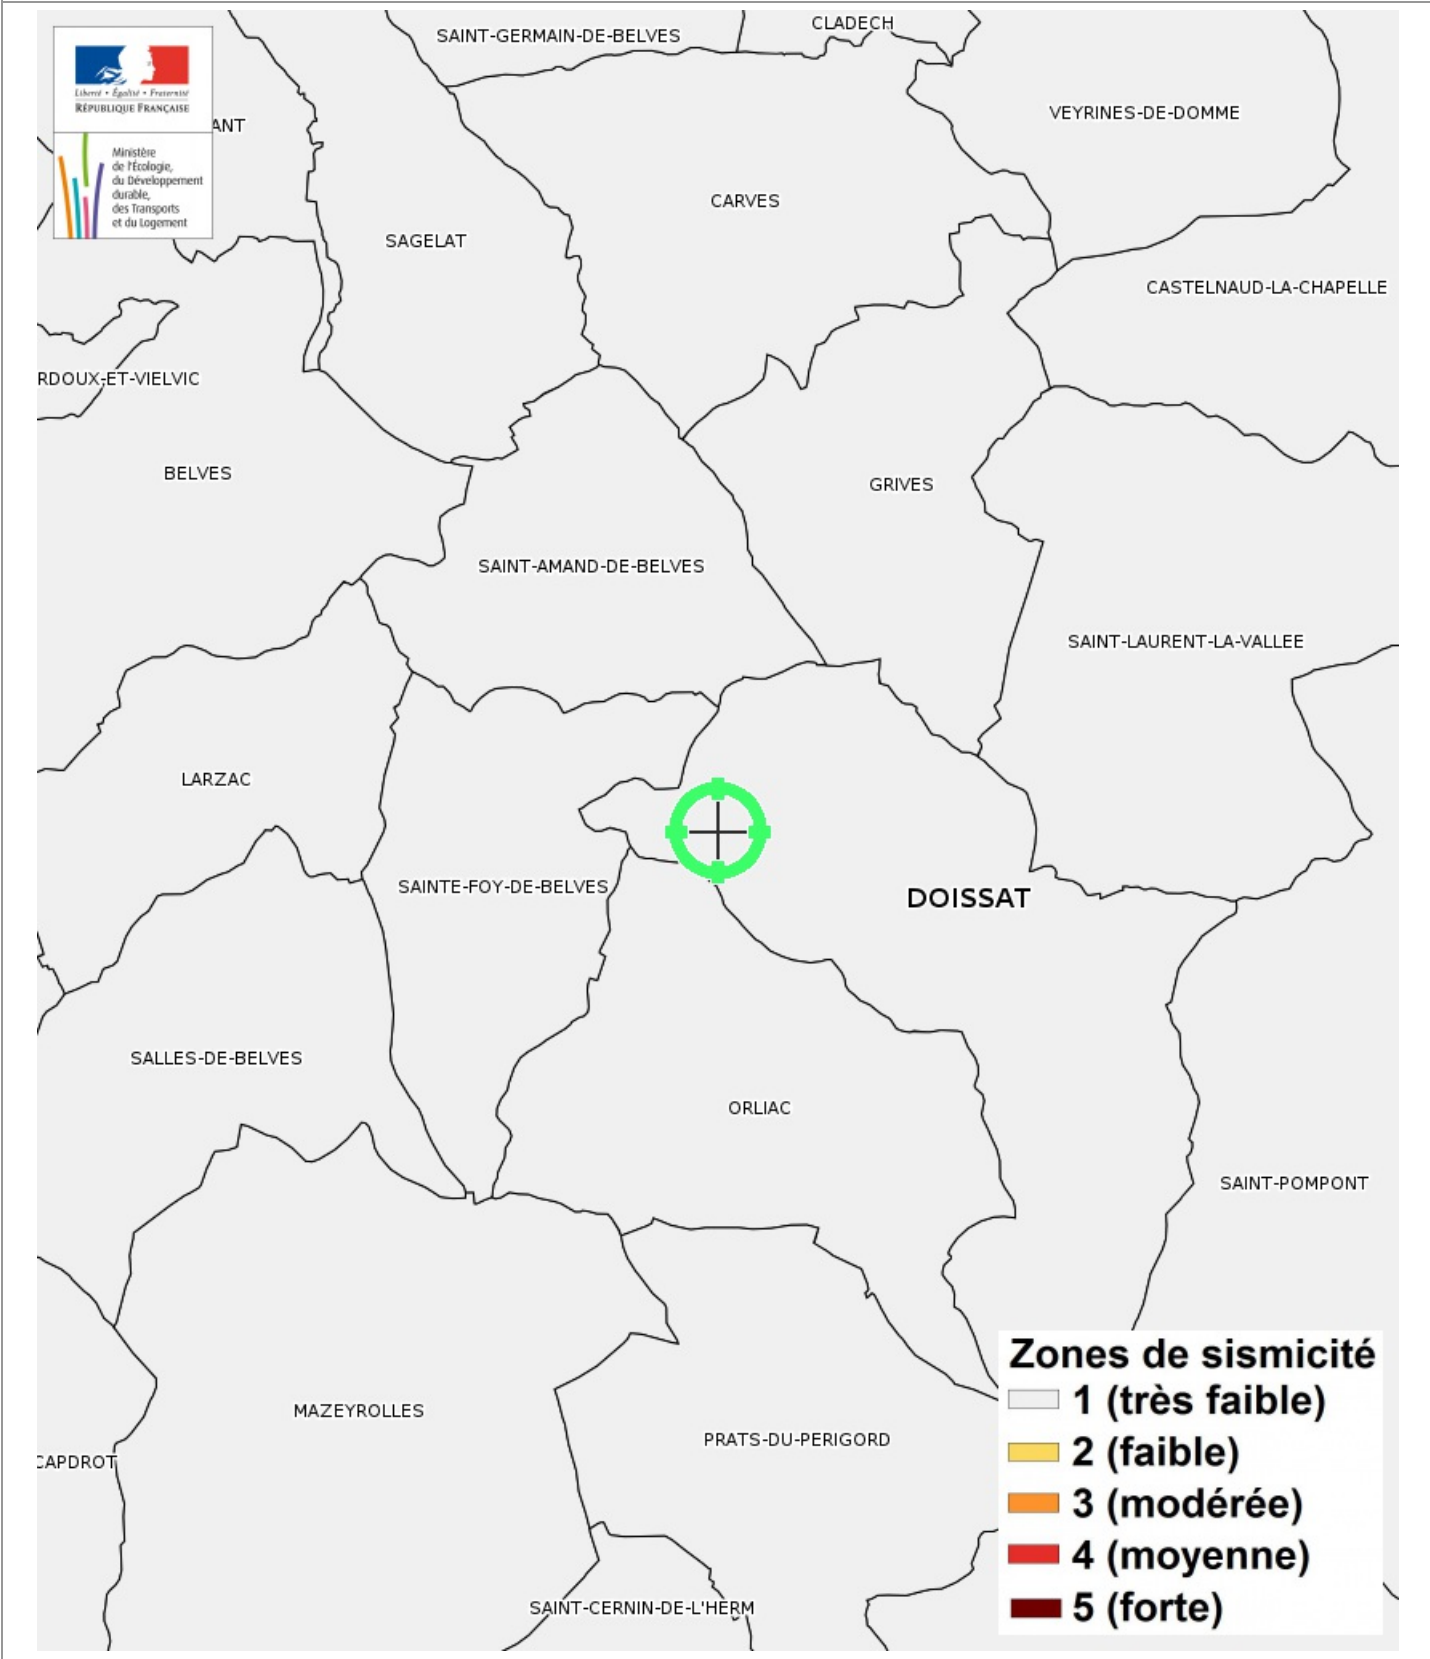 SAINT-GERMAIN-DE-BELVES
CLADECH
Liberté • Égalité • Fraternité
RÉPUBLIQUE FRANÇAISE
VEYRINES-DE-DOMME
ANT
Ministère
de l'Écologie,
du Développement
durable,
des Transports
et du Logement
CARVES
SAGELAT
CASTELNAUD-LA-CHAPELLE
RDOUX-ET-VIELVIC
BELVES
GRIVES
SAINT-AMAND-DE-BELVES
SAINT-LAURENT-LA-VALLEE
LARZAC
SAINTE-FOY-DE-BELVES
DOISSAT
SALLES-DE-BELVES
ORLIAC
SAINT-POMPONT
MAZEYROLLES
PRATS-DU-PERIGORD
CAPDROT
SAINT-CERNIN-DE-L'HERM
Zones de sismicité
1 (très faible)
2 (faible)
3 (modérée)
4 (moyenne)
5 (forte)